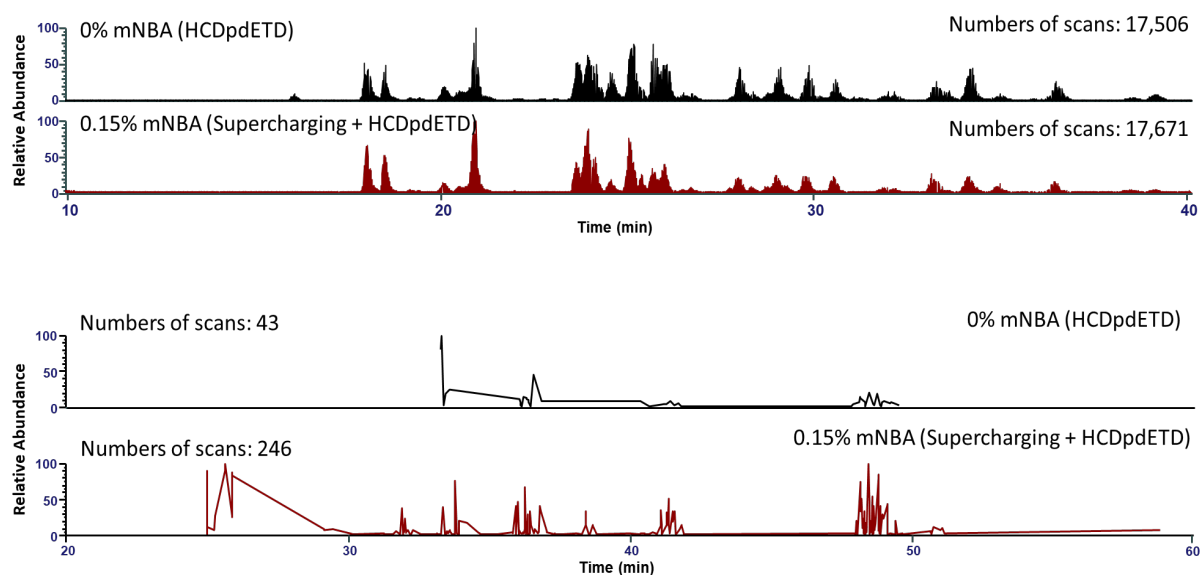 0% mNBA (HCDpdETD)
Numbers of scans: 17,506
Relative Abundance
100
50
0
0.15% mNBA (Supercharging + HCDpdETD)
Numbers of scans: 17,671
100
50
0
10 20 30 40
Time (min)
Numbers of scans: 43
0% mNBA (HCDpdETD)
Relative Abundance
100
50
0
Numbers of scans: 246
0.15% mNBA (Supercharging + HCDpdETD)
100
50
0
20 30 40 50 60
Time (min)